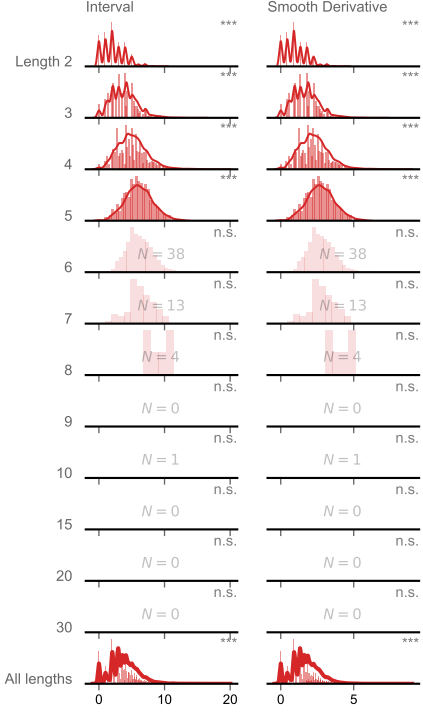 Interval Smooth Derivative
*** ***
Length 2
*** ***
3
*** ***
4
*** ***
5
n.s. n.s.
N = 38 N = 38
6
n.s. n.s.
N = 13 N = 13
7
n.s. n.s.
N = 4 N = 4
8
n.s. n.s.
N = 0 N = 0
9
n.s. n.s.
N = 1 N = 1
10
n.s. n.s.
N = 0 N = 0
15
n.s. n.s.
N = 0 N = 0
20
n.s. n.s.
N = 0 N = 0
30
*** ***
All lengths
0 10 20 0 5